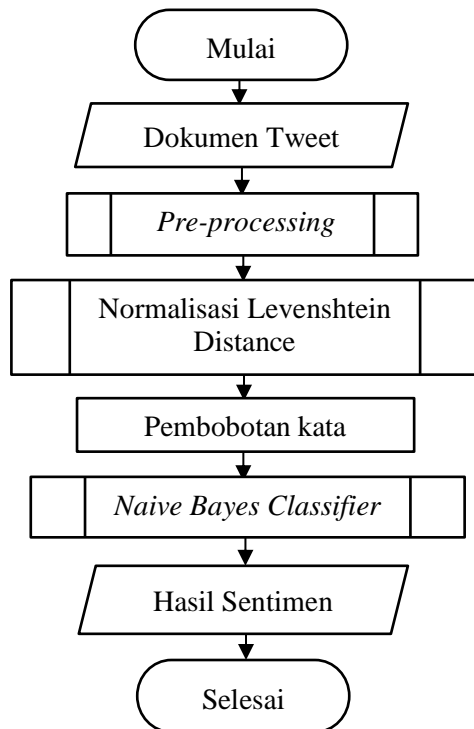 Mulai
Dokumen Tweet
Pre-processing
Normalisasi Levenshtein
Distance
Pembobotan kata
Naive Bayes Classifier
Hasil Sentimen
Selesai